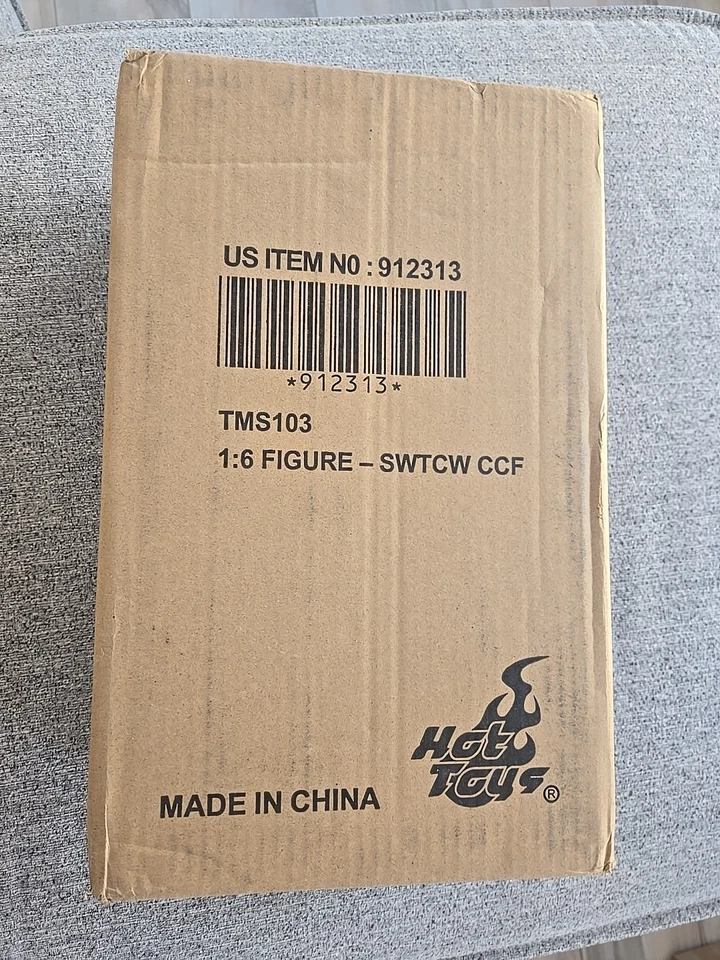 US ITEM N0 : 912313
*912313*
TMS103
1:6 FIGURE – SWTCW CCF
Hot
Toys®
MADE IN CHINA